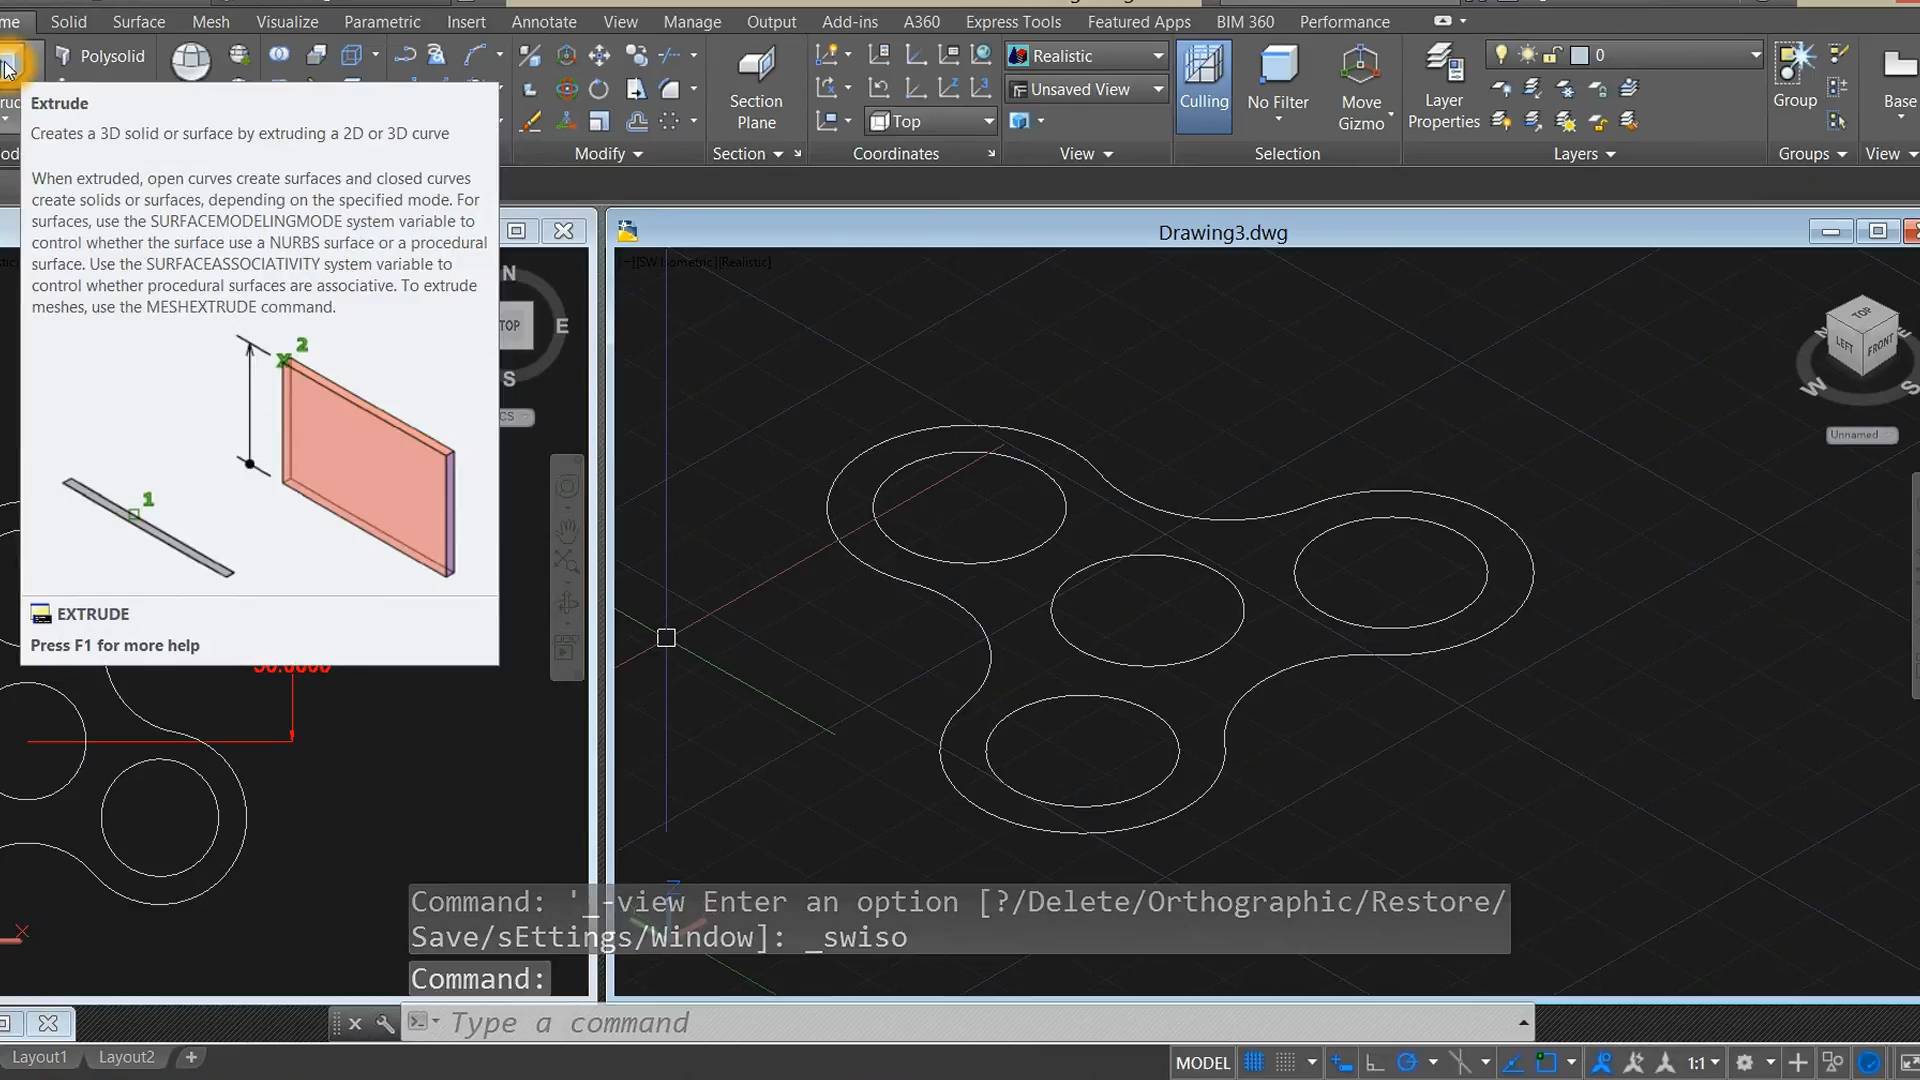 me Solid Surface Mesh Visualize Parametric Insert Annotate View Manage Output Add-ins A360 Express Tools Featured Apps BIM 360 Performance
Polysolid
Realistic
0
Unsaved View
Section
Plane
Culling
No Filter
Move
Gizmo
Layer
Properties
Group
Base
Top
Modify
Section
Coordinates
View
Selection
Layers
Groups
View
Extrude
Creates a 3D solid or surface by extruding a 2D or 3D curve
When extruded, open curves create surfaces and closed curves
create solids or surfaces, depending on the specified mode. For
surfaces, use the SURFACEMODELINGMODE system variable to
control whether the surface use a NURBS surface or a procedural
surface. Use the SURFACEASSOCIATIVITY system variable to
control whether procedural surfaces are associative. To extrude
meshes, use the MESHEXTRUDE command.
2
1
EXTRUDE
Press F1 for more help
N
TOP
E
S
CS
Drawing3.dwg
[−][SW Isometric][Realistic]
TOP
LEFT
FRONT
N
E
W
S
Unnamed
X
Z
Command: '_-view Enter an option [?/Delete/Orthographic/Restore/
Save/sEttings/Window]: _swiso
Command:
Type a command
Layout1 Layout2 +
MODEL
1:1